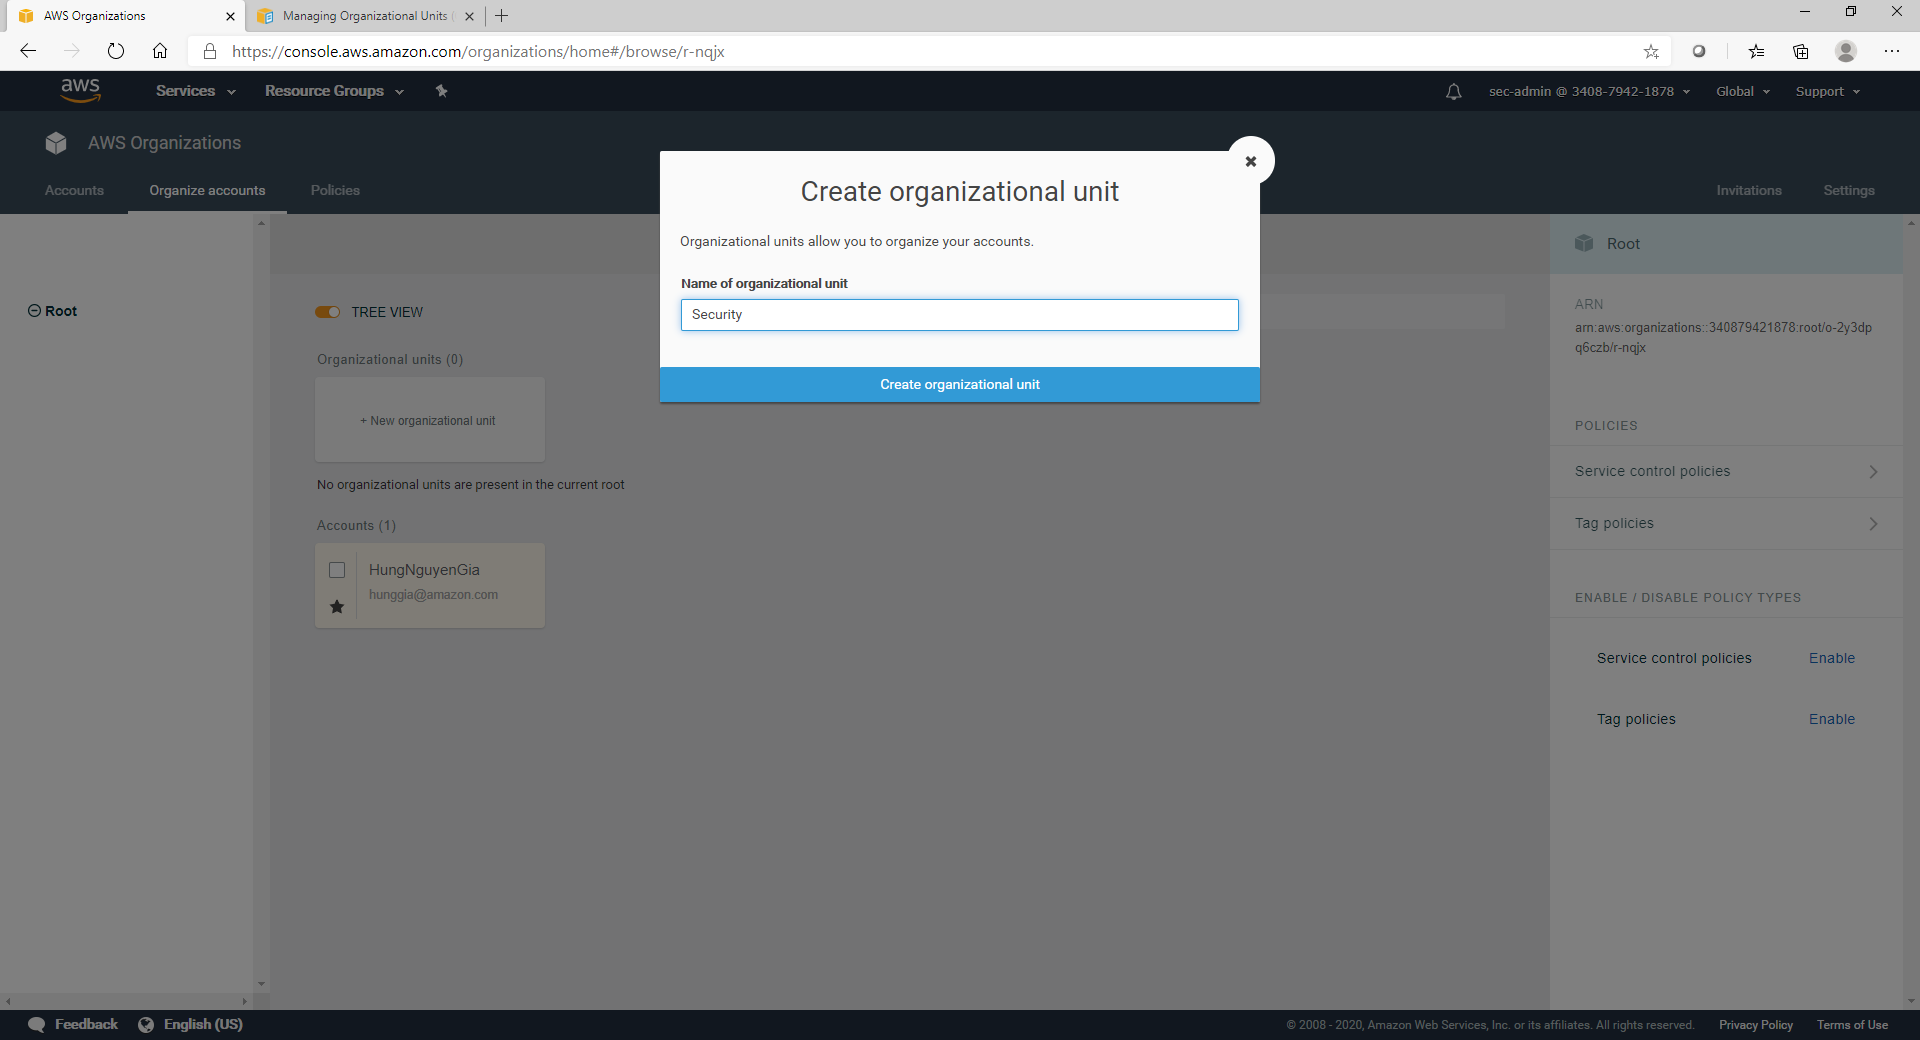 AWS Organizations
Managing Organizational Units
https://console.aws.amazon.com/organizations/home#/browse/r-nqjx
aws
Services
Resource Groups
sec-admin @ 3408-7942-1878
Global
Support
AWS Organizations
Accounts
Organize accounts
Policies
Invitations
Settings
Create organizational unit
Organizational units allow you to organize your accounts.
Name of organizational unit
Security
Create organizational unit
Root
TREE VIEW
Organizational units (0)
+ New organizational unit
No organizational units are present in the current root
Accounts (1)
HungNguyenGia
hunggia@amazon.com
Root
ARN
arn:aws:organizations::340879421878:root/o-2y3dp
q6czb/r-nqjx
POLICIES
Service control policies
Tag policies
ENABLE / DISABLE POLICY TYPES
Service control policies
Enable
Tag policies
Enable
Feedback
English (US)
© 2008 - 2020, Amazon Web Services, Inc. or its affiliates. All rights reserved.
Privacy Policy
Terms of Use